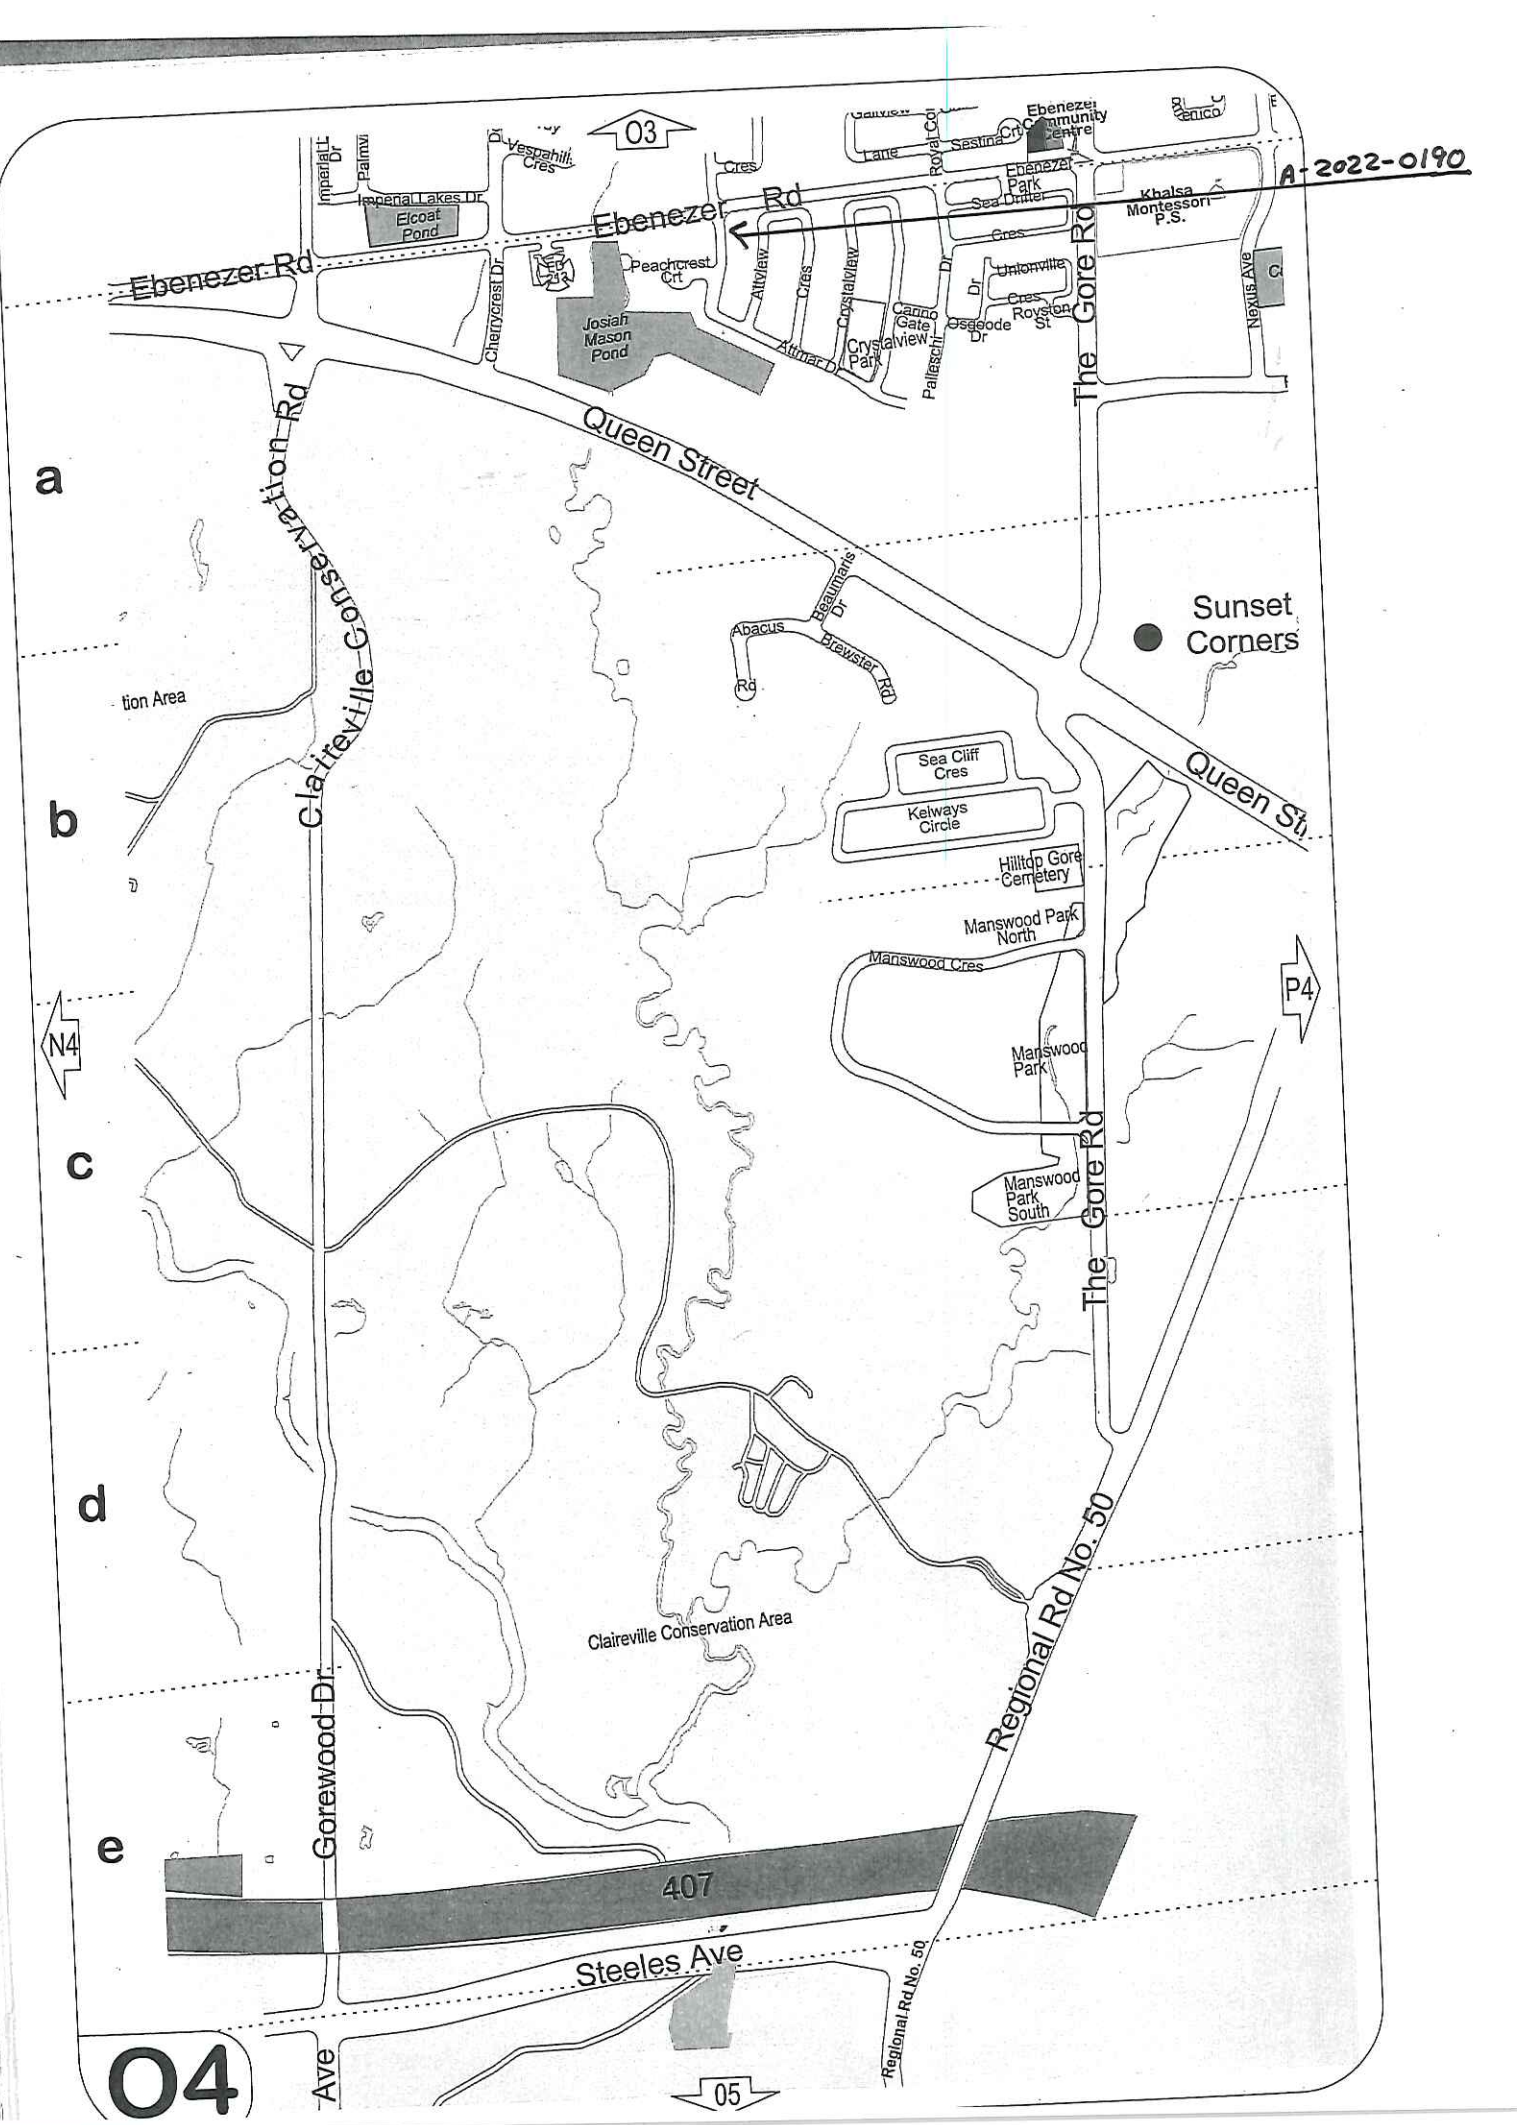 O3
Imperial L
Dr
Palmvi
Vespahill
Cres
Cres
Lane
Royal Col
Sestina
Crt
Ebenezer
Community
Centre
A-2022-0190
Imperial Lakes Dr
Elcoat
Pond
Ebenezer Rd
Ebenezer
Park
Sea Drifter
Cres
Khalsa
Montessori
P.S.
Ebenezer Rd
Cherrycrest Dr
Peachcrest
Crt
Josiah
Mason
Pond
Attview
Cres
Crystalview
Crystalview
Park
Attmar D
Carino
Gate
Palleschi
Dr
Dr
Unionville
Cres
Royston
St
Osgoode
Dr
The Gore Rd
Nexus Ave
a
Claireville Conservation Rd
Queen Street
Beaumaris
Dr
Abacus
Rd
Brewster
Rd
Sunset
Corners
tion Area
b
Sea Cliff
Cres
Kelways
Circle
Queen St
Hilltop Gore
Cemetery
Manswood Park
North
Manswood Cres
N4
P4
Manswood
Park
c
Manswood
Park
South
The Gore Rd
d
Claireville Conservation Area
Regional Rd No. 50
Gorewood Dr
e
407
Steeles Ave
Regional Rd No. 50
O4
Ave
05